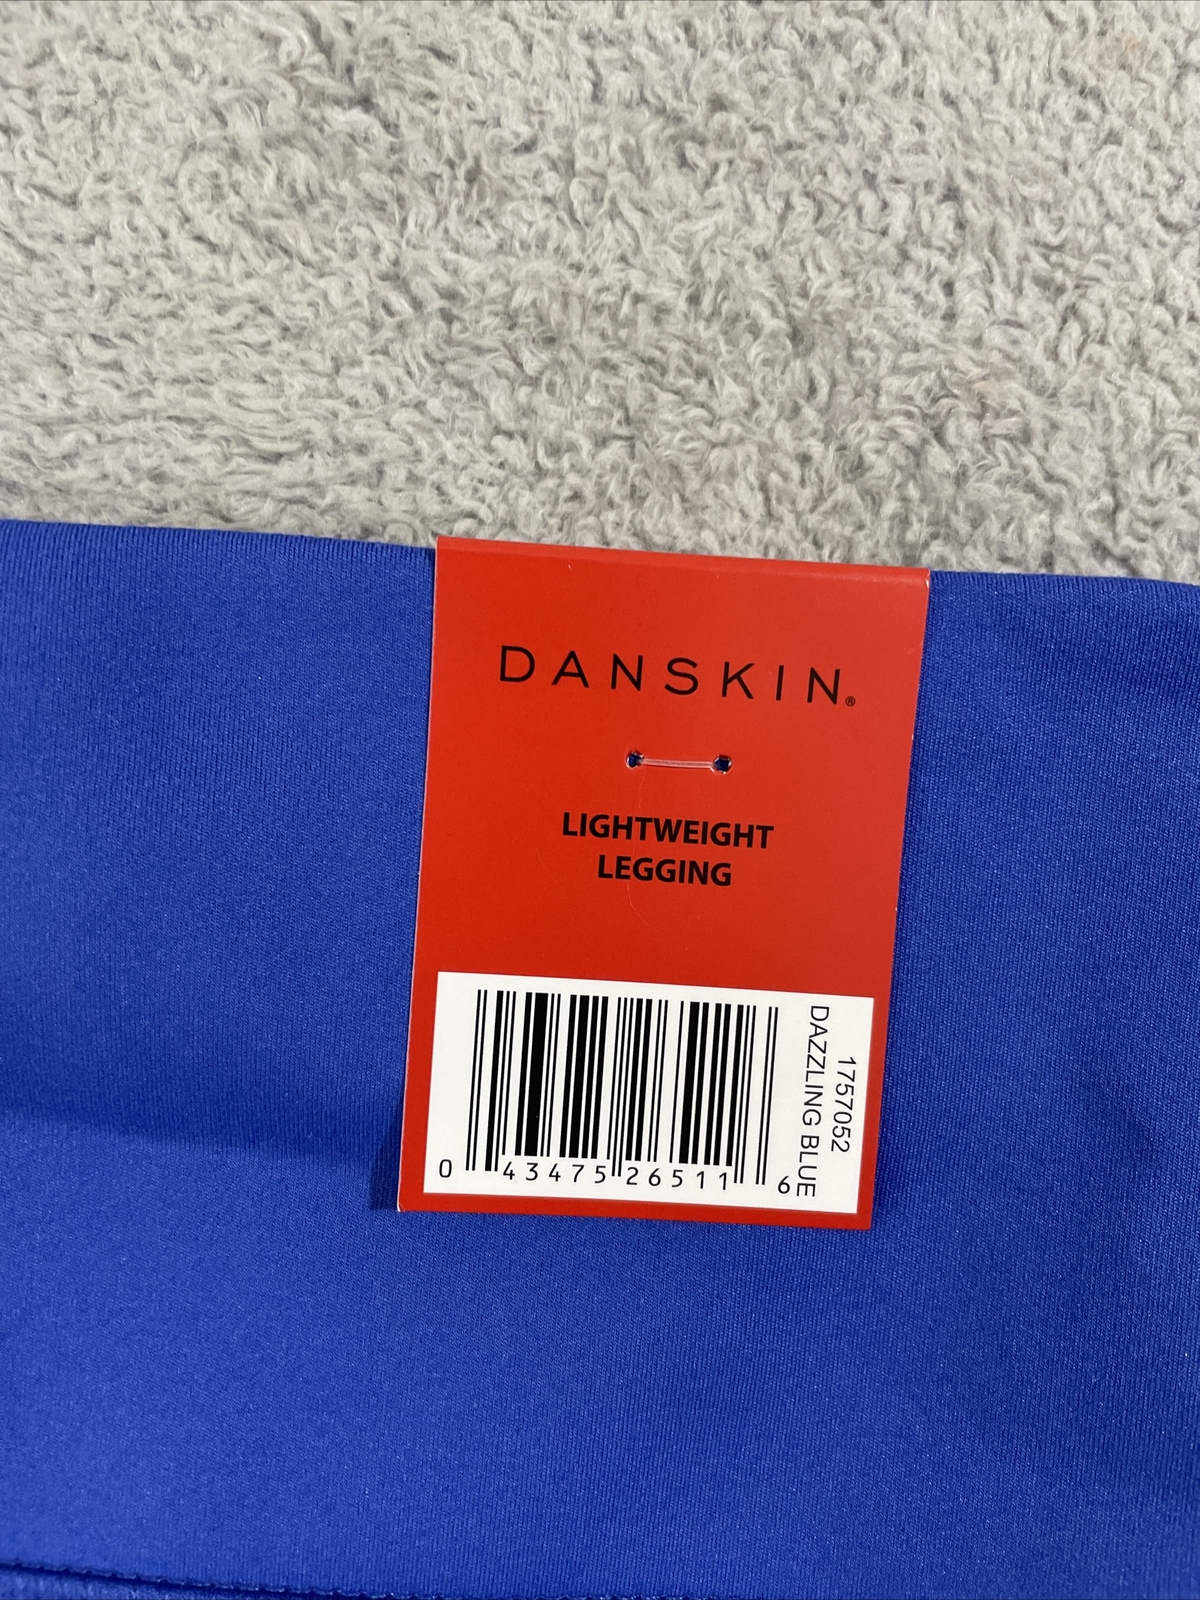 DANSKIN®
LIGHTWEIGHT
LEGGING
1757052
DAZZLING BLUE
0 43475 26511 6